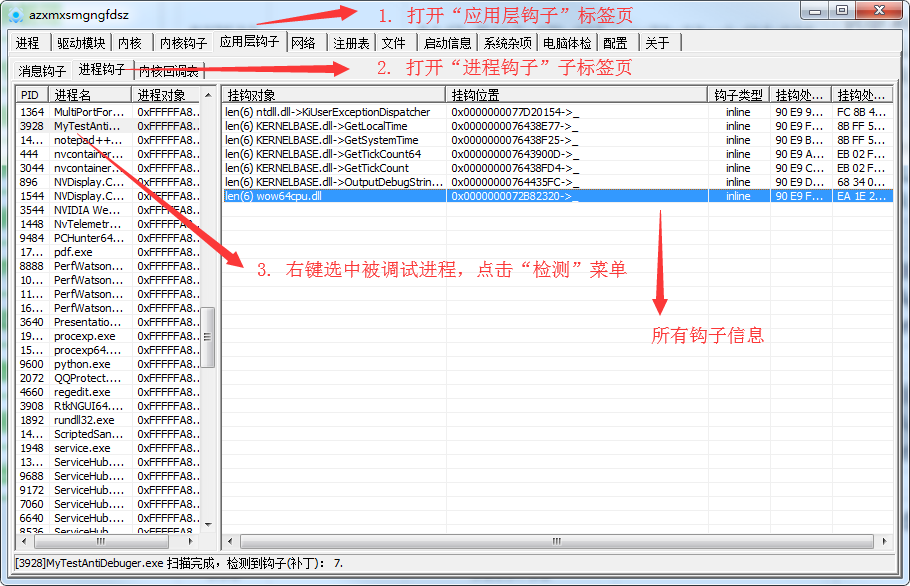 azxmxsmgngfdsz
1. 打开“应用层钩子”标签页
进程 驱动模块 内核 内核钩子 应用层钩子 网络 注册表 文件 启动信息 系统杂项 电脑体检 配置 关于
2. 打开“进程钩子”子标签页
消息钩子 进程钩子 内核回调表
PID 进程名 进程对象 挂钩对象 挂钩位置 钩子类型 挂钩处... 挂钩处...
1364 MultiPortFor... 0xFFFFFA8... len(6) ntdll.dll->KiUserExceptionDispatcher 0x0000000077D20154->_ inline 90 E9 9... FC 8B 4...
3928 MyTestAnti... 0xFFFFFA8... len(6) KERNELBASE.dll->GetLocalTime 0x0000000076438E77->_ inline 90 E9 F... 8B FF 5...
14... notepad++... 0xFFFFFA8... len(6) KERNELBASE.dll->GetSystemTime 0x0000000076438F25->_ inline 90 E9 B... 8B FF 5...
444 nvcontainer... 0xFFFFFA8... len(6) KERNELBASE.dll->GetTickCount64 0x000000007643900D->_ inline 90 E9 A... EB 02 F...
3044 nvcontainer... 0xFFFFFA8... len(6) KERNELBASE.dll->GetTickCount 0x0000000076438FD4->_ inline 90 E9 C... EB 02 F...
896 NVDisplay.C... 0xFFFFFA8... len(6) KERNELBASE.dll->OutputDebugStrin... 0x00000000764435FC->_ inline 90 E9 D... 68 34 0...
1544 NVDisplay.C... 0xFFFFFA8... len(6) wow64cpu.dll 0x0000000072B82320->_ inline 90 E9 F... EA 1E 2...
3544 NVIDIA We... 0xFFFFFA8...
1448 NvTelemetr... 0xFFFFFA8...
9484 PCHunter64... 0xFFFFFA8...
17... pdf.exe 0xFFFFFA8...
8888 PerfWatson... 0xFFFFFA8...
3. 右键选中被调试进程，点击“检测”菜单
10... PerfWatson... 0xFFFFFA8...
11... PerfWatson... 0xFFFFFA8...
16... PerfWatson... 0xFFFFFA8...
3640 Presentatio... 0xFFFFFA8...
所有钩子信息
19... procexp.exe 0xFFFFFA8...
15... procexp64.... 0xFFFFFA8...
9600 python.exe 0xFFFFFA8...
2072 QQProtect.... 0xFFFFFA8...
4660 regedit.exe 0xFFFFFA8...
3908 RtkNGUI64.... 0xFFFFFA8...
1892 rundll32.exe 0xFFFFFA8...
14... ScriptedSan... 0xFFFFFA8...
1948 service.exe 0xFFFFFA8...
13... ServiceHub.... 0xFFFFFA8...
9688 ServiceHub.... 0xFFFFFA8...
9172 ServiceHub.... 0xFFFFFA8...
7060 ServiceHub.... 0xFFFFFA8...
6640 ServiceHub.... 0xFFFFFA8...
8536 ServiceHub.... 0xFFFFFA8...
[3928]MyTestAntiDebuger.exe 扫描完成，检测到钩子(补丁)： 7.